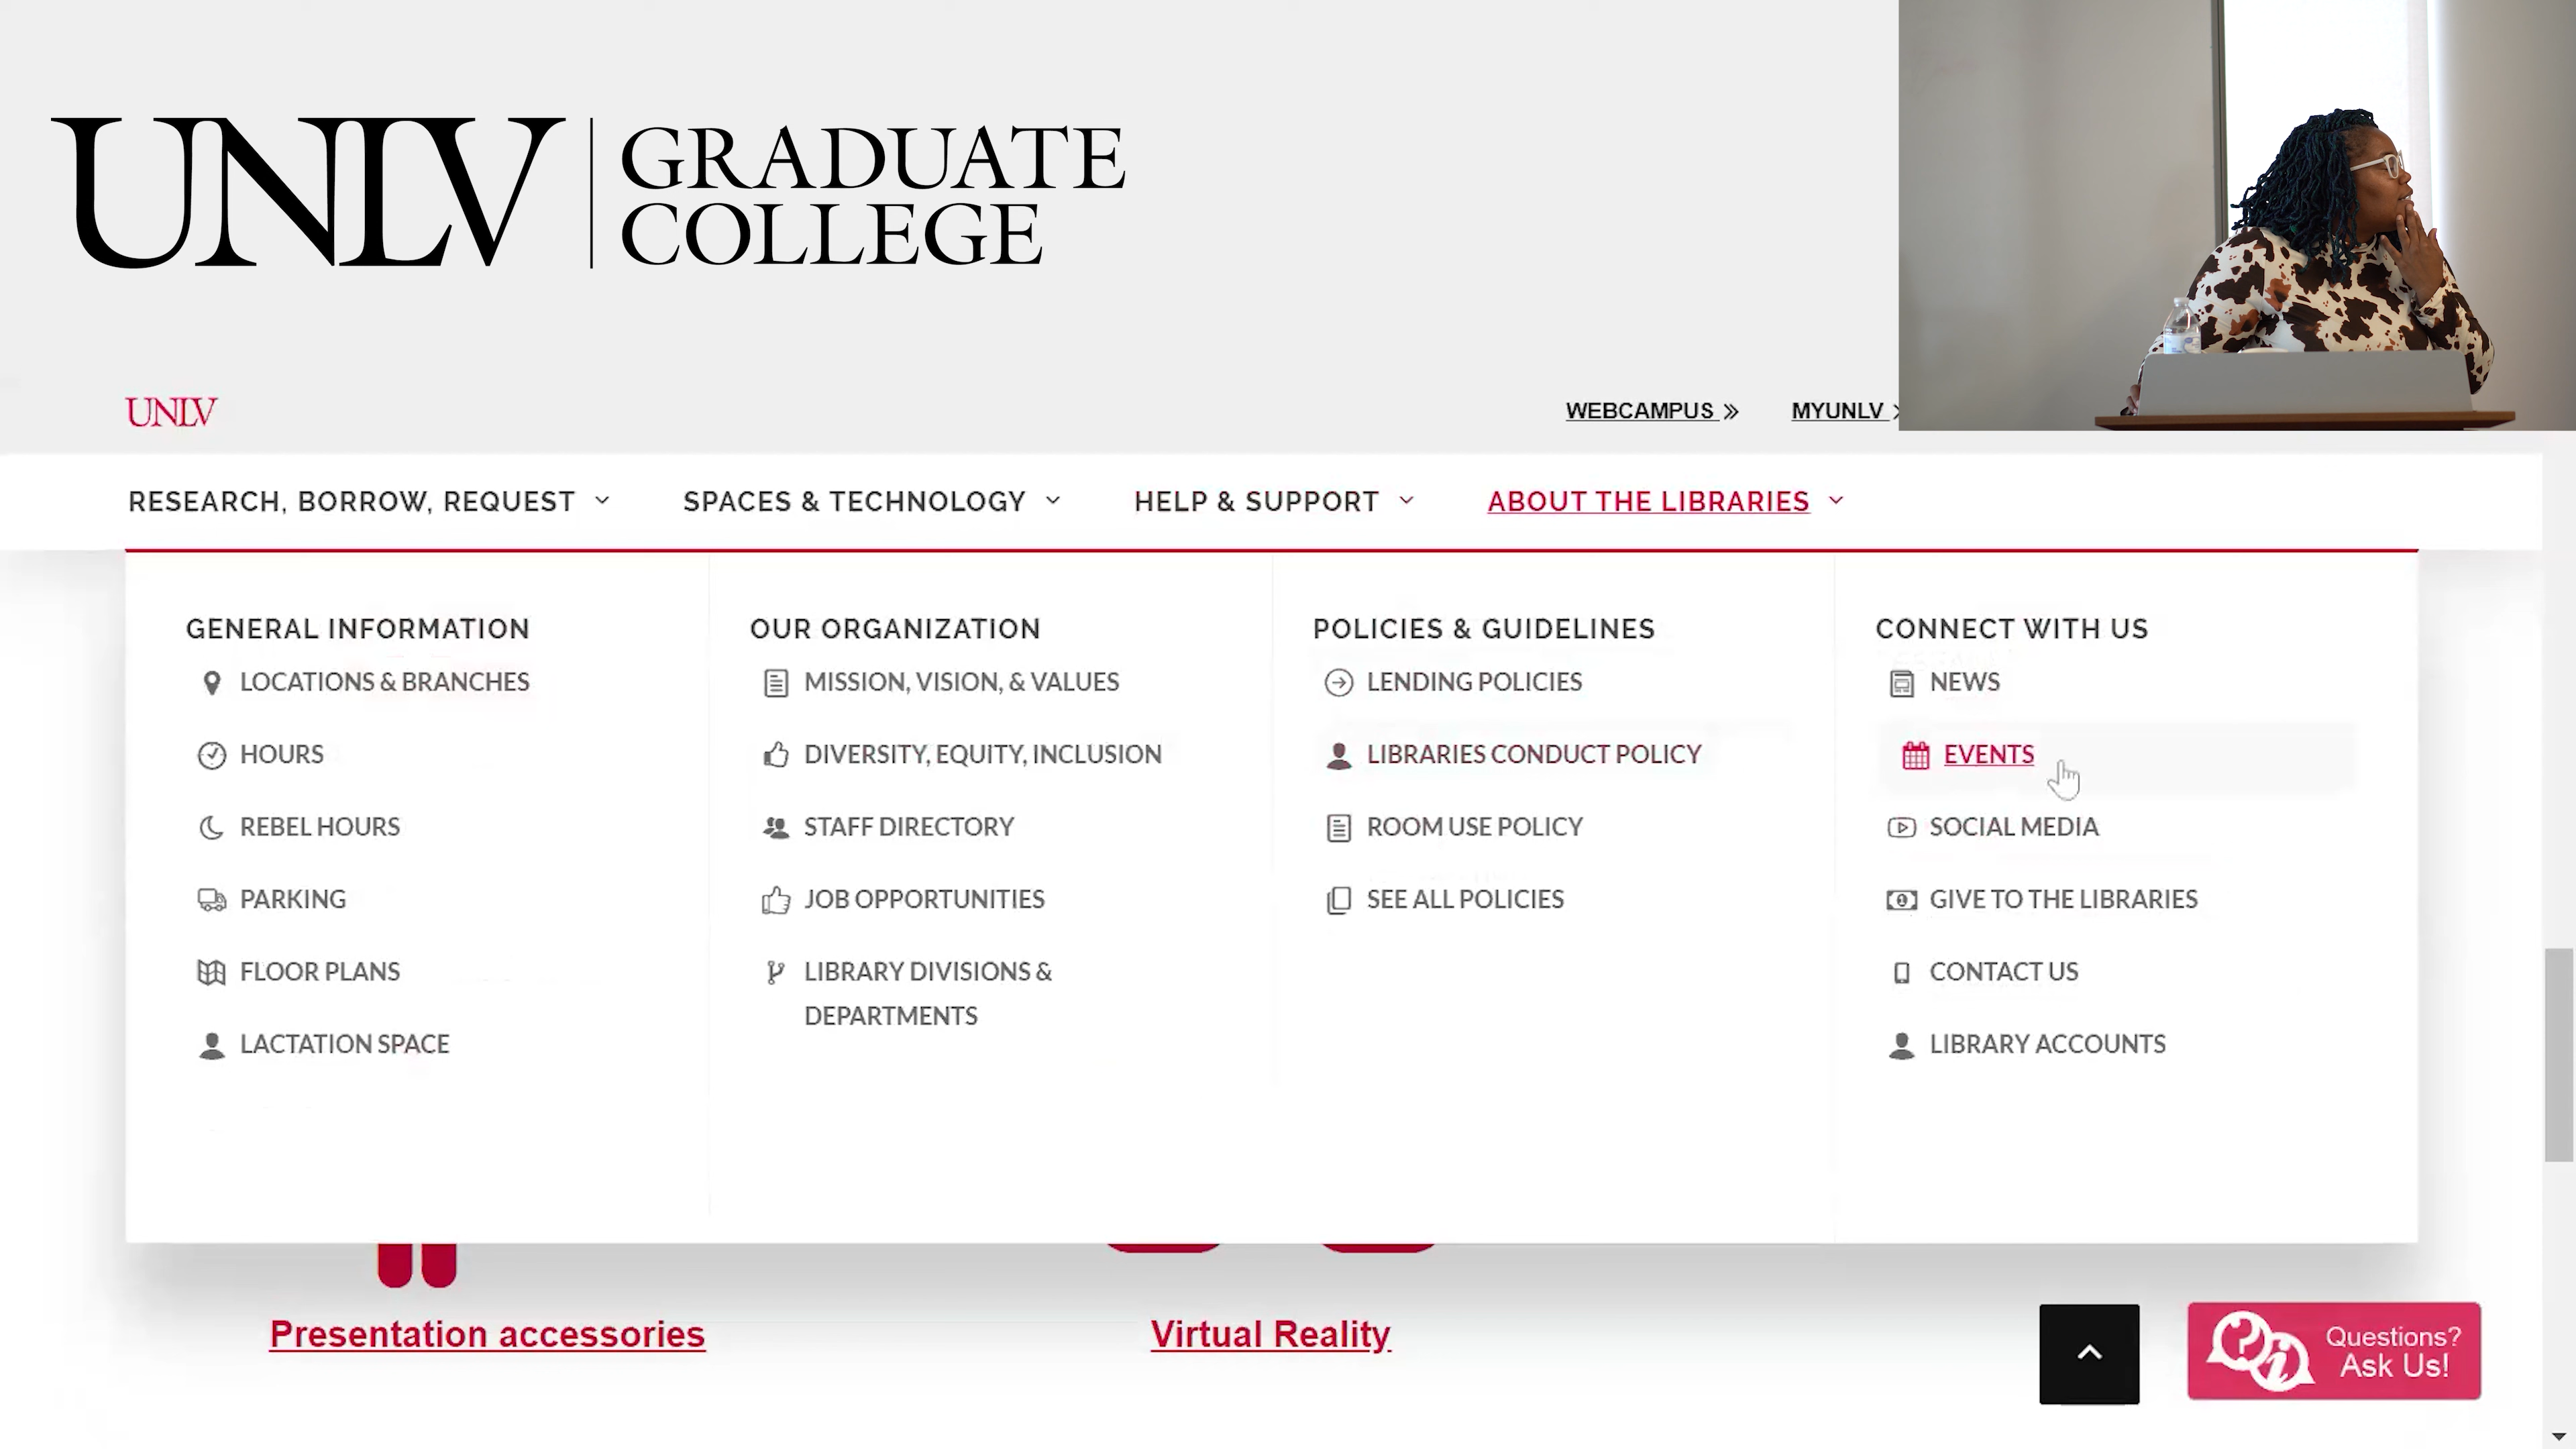 UNLV
GRADUATE
COLLEGE
UNLV
WEBCAMPUS
MYUNLV
RESEARCH, BORROW, REQUEST
SPACES & TECHNOLOGY
HELP & SUPPORT
ABOUT THE LIBRARIES
GENERAL INFORMATION
LOCATIONS & BRANCHES
HOURS
REBEL HOURS
PARKING
FLOOR PLANS
LACTATION SPACE
OUR ORGANIZATION
MISSION, VISION, & VALUES
DIVERSITY, EQUITY, INCLUSION
STAFF DIRECTORY
JOB OPPORTUNITIES
LIBRARY DIVISIONS &
DEPARTMENTS
POLICIES & GUIDELINES
LENDING POLICIES
LIBRARIES CONDUCT POLICY
ROOM USE POLICY
SEE ALL POLICIES
CONNECT WITH US
NEWS
EVENTS
SOCIAL MEDIA
GIVE TO THE LIBRARIES
CONTACT US
LIBRARY ACCOUNTS
Presentation accessories
Virtual Reality
Questions?
Ask Us!